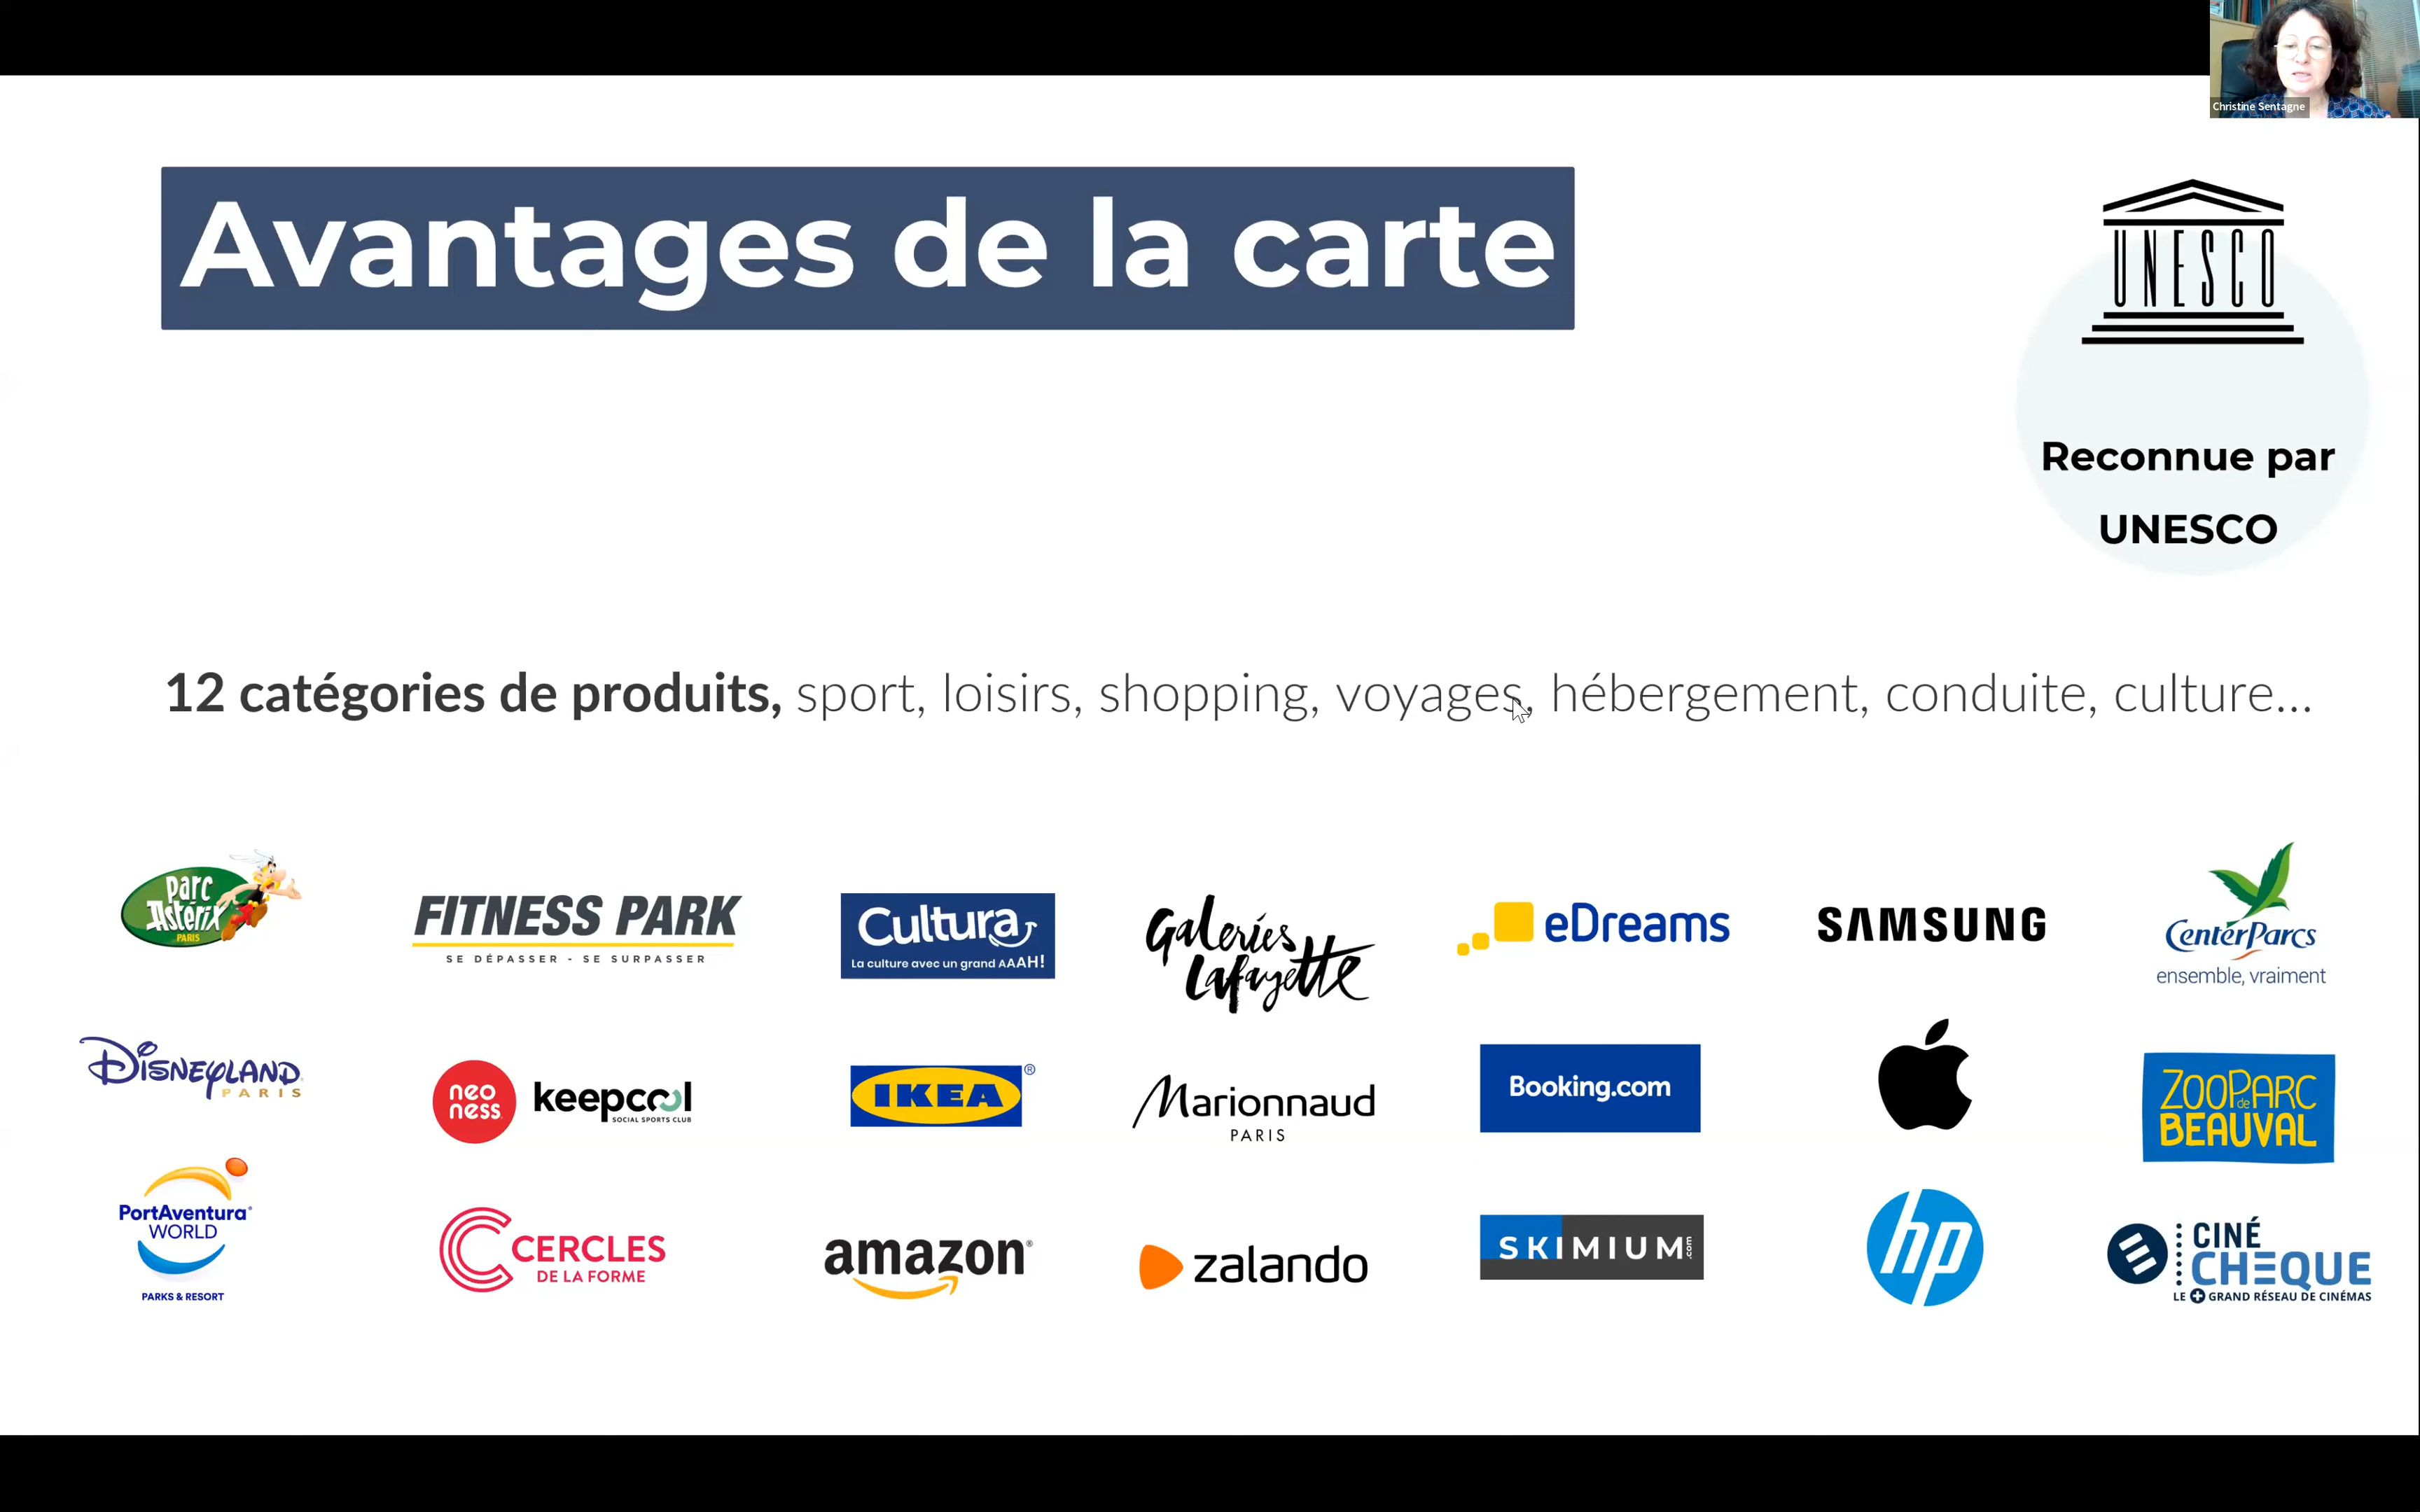 Christine Sentagne
Avantages de la carte
UNESCO
Reconnue par
UNESCO
12 catégories de produits, sport, loisirs, shopping, voyages, hébergement, conduite, culture...
Parc
Astérix
PARIS
FITNESS PARK
SE DÉPASSER - SE SURPASSER
Cultura
La culture avec un grand AAAH!
Galeries
Lafayette
eDreams
SAMSUNG
CenterParcs
ensemble, vraiment
Disneyland
PARIS
neo
ness
keepcool
SOCIAL SPORTS CLUB
IKEA®
Marionnaud
PARIS
Booking.com
ZOOPARC
de
BEAUVAL
PortAventura®
WORLD
PARKS & RESORT
CERCLES
DE LA FORME
amazon®
zalando
SKIMIUM.com
hp
CINÉ
CHEQUE
LE + GRAND RÉSEAU DE CINÉMAS